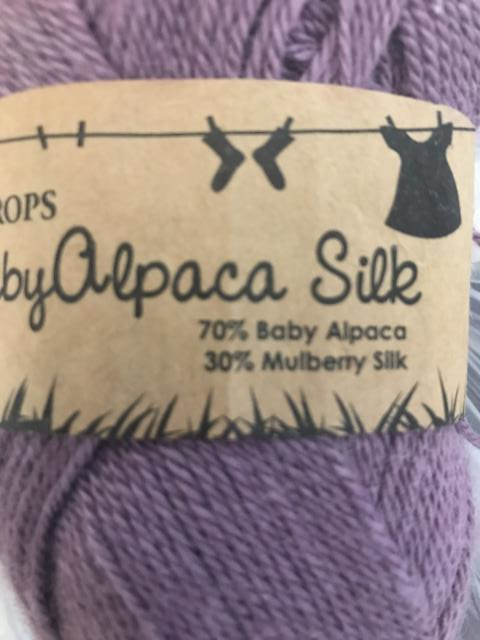 ROPS
byAlpaca Silk
70% Baby Alpaca
30% Mulberry Silk